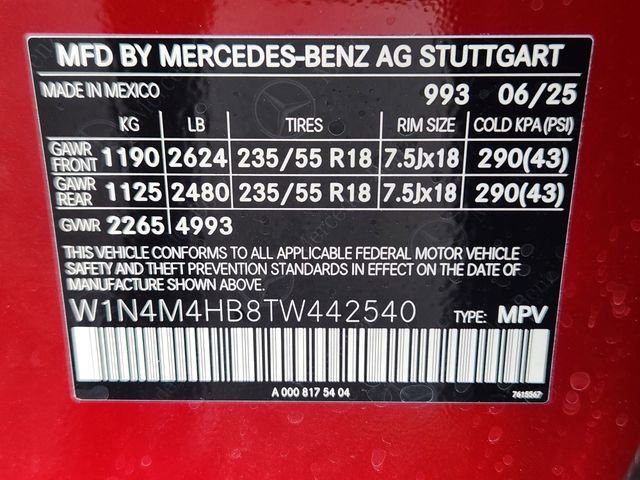 MFD BY MERCEDES-BENZ AG STUTTGART
MADE IN MEXICO 993 06/25
KG LB TIRES RIM SIZE COLD KPA(PSI)
GAWR FRONT 1190 2624 235/55 R18 7.5Jx18 290(43)
GAWR REAR 1125 2480 235/55 R18 7.5Jx18 290(43)
GVWR 2265 4993
THIS VEHICLE CONFORMS TO ALL APPLICABLE FEDERAL MOTOR VEHICLE
SAFETY AND THEFT PREVENTION STANDARDS IN EFFECT ON THE DATE OF
MANUFACTURE SHOWN ABOVE.
W1N4M4HB8TW442540 TYPE: MPV
A 000 817 54 04 7615567